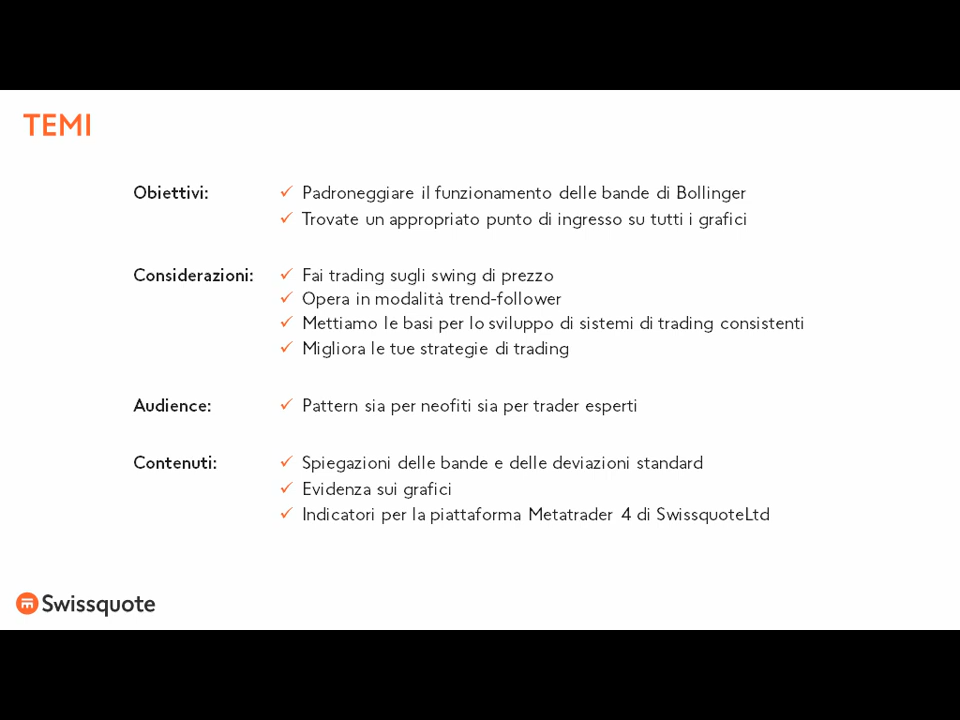 TEMI
Obiettivi: ✓ Padroneggiare il funzionamento delle bande di Bollinger
✓ Trovate un appropriato punto di ingresso su tutti i grafici
Considerazioni: ✓ Fai trading sugli swing di prezzo
✓ Opera in modalità trend-follower
✓ Mettiamo le basi per lo sviluppo di sistemi di trading consistenti
✓ Migliora le tue strategie di trading
Audience: ✓ Pattern sia per neofiti sia per trader esperti
Contenuti: ✓ Spiegazioni delle bande e delle deviazioni standard
✓ Evidenza sui grafici
✓ Indicatori per la piattaforma Metatrader 4 di SwissquoteLtd
Swissquote